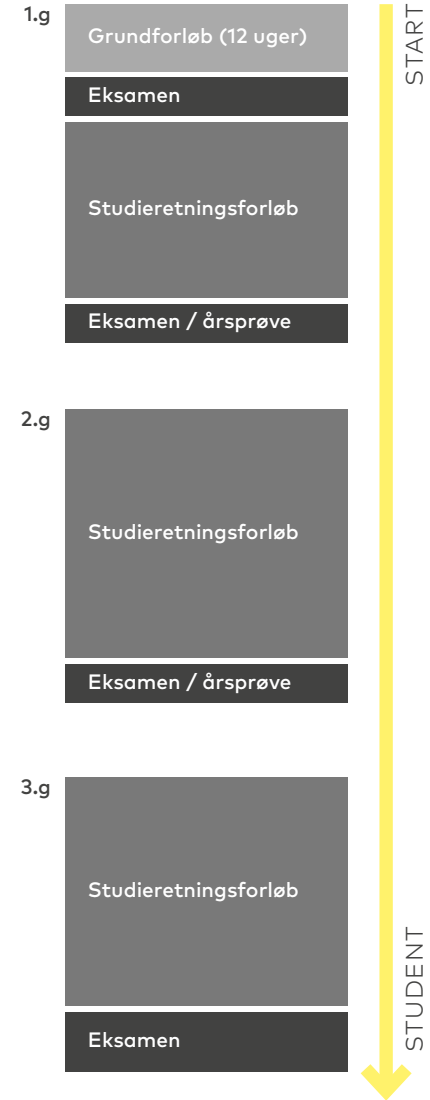 1.g
Grundforløb (12 uger)
START
Eksamen
Studieretningsforløb
Eksamen / årsprøve
2.g
Studieretningsforløb
Eksamen / årsprøve
3.g
Studieretningsforløb
STUDENT
Eksamen